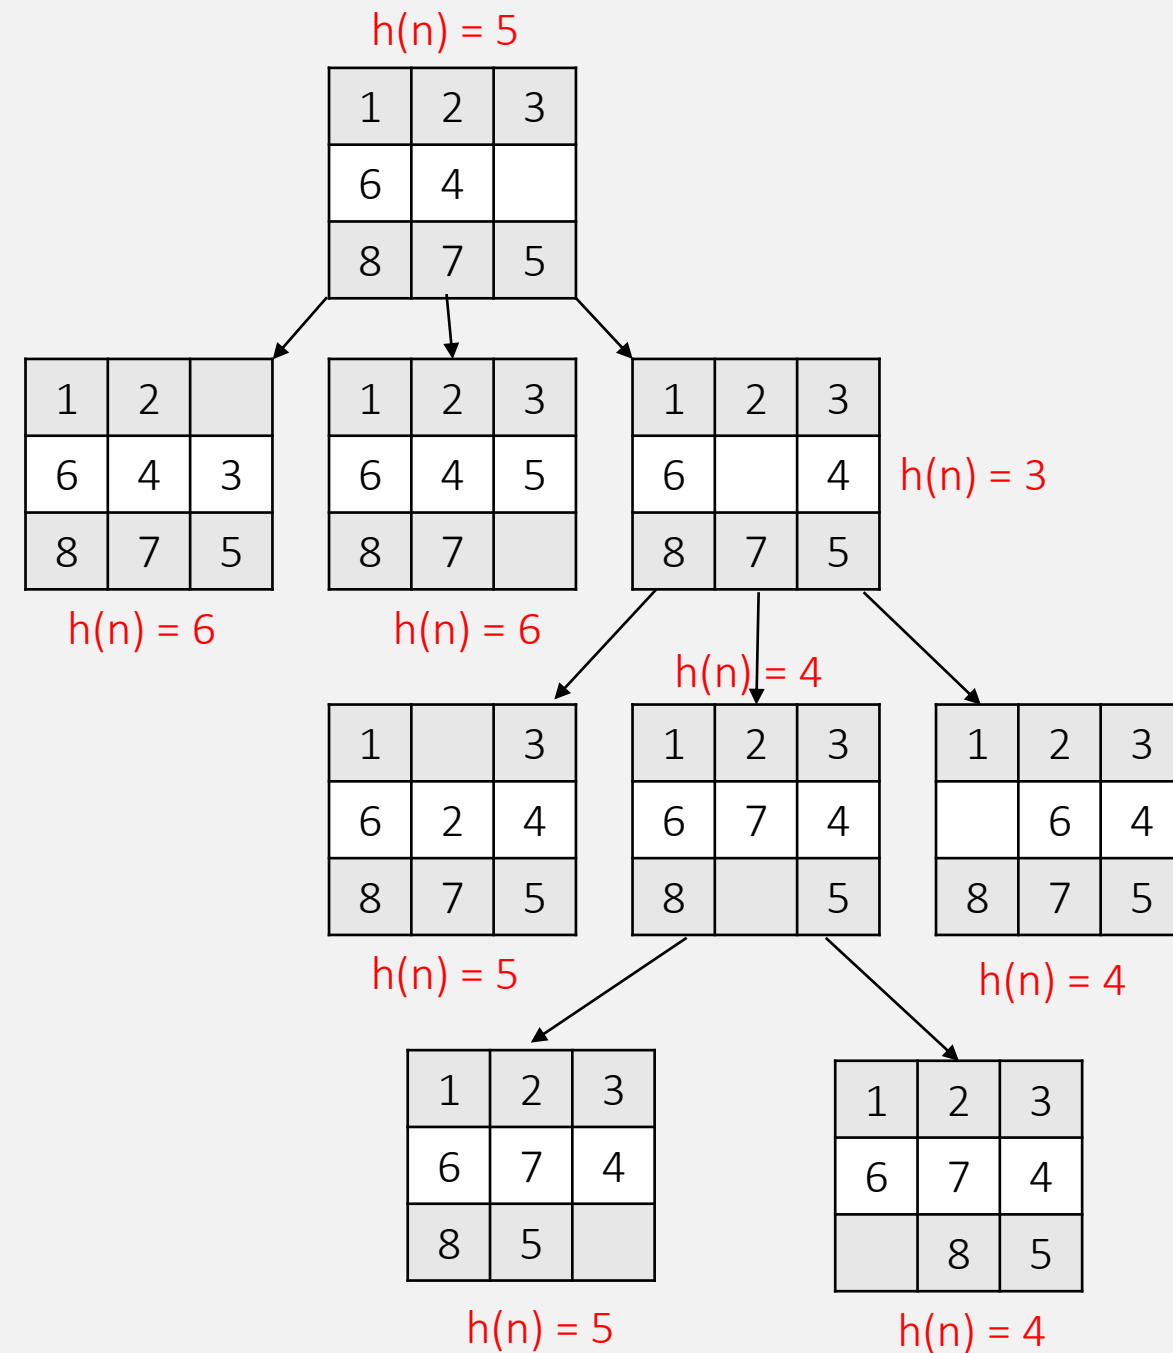 h(n) = 5
1 2 3
6 4
8 7 5
1 2
6 4 3
8 7 5
h(n) = 6
1 2 3
6 4 5
8 7
h(n) = 6
1 2 3
6 4
8 7 5
h(n) = 3
1 3
6 2 4
8 7 5
h(n) = 5
h(n) = 4
1 2 3
6 7 4
8 5
1 2 3
6 4
8 7 5
h(n) = 4
1 2 3
6 7 4
8 5
h(n) = 5
1 2 3
6 7 4
8 5
h(n) = 4